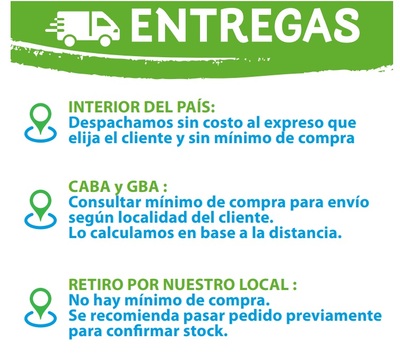 ENTREGAS
INTERIOR DEL PAÍS:
Despachamos sin costo al expreso que
elija el cliente y sin mínimo de compra
CABA y GBA :
Consultar mínimo de compra para envío
según localidad del cliente.
Lo calculamos en base a la distancia.
RETIRO POR NUESTRO LOCAL :
No hay mínimo de compra.
Se recomienda pasar pedido previamente
para confirmar stock.